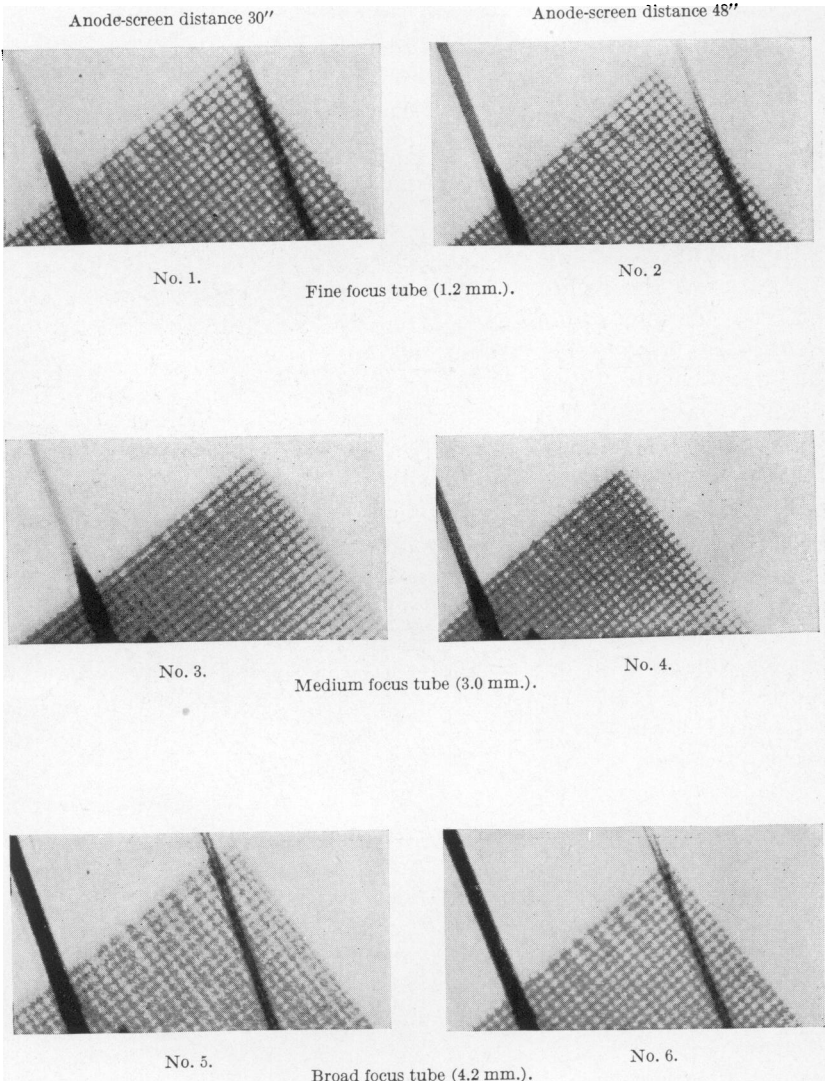 Anode-screen distance 30″
Anode-screen distance 48″
No. 1.
No. 2
Fine focus tube (1.2 mm.).
No. 3.
No. 4.
Medium focus tube (3.0 mm.).
No. 5.
No. 6.
Broad focus tube (4.2 mm.).